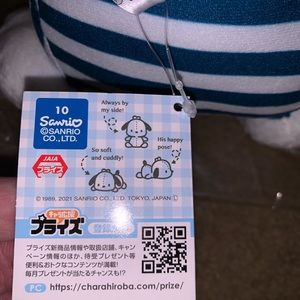 10
Sanrio
©SANRIO
CO., LTD.
JAIA
プライズ
Always by
my side!
His happy
pose!
So soft
and cuddly!
© 1989, 2021 SANRIO CO., LTD. TOKYO, JAPAN Ⓛ
キャラ広場
プライズ
プライズ新商品情報や取扱店舗、キャン
ペーン情報のほか、待受プレゼント等
便利&おトクなコンテンツが満載!
毎月プレゼントが当たるチャンスも!?
PC https://charahiroba.com/prize/